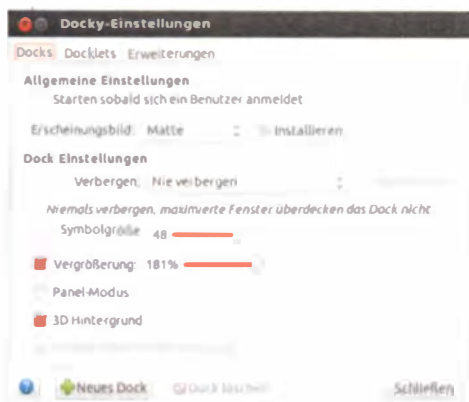 Docky-Einstellungen
Docks Docklets Erweiterungen
Allgemeine Einstellungen
Starten sobald sich ein Benutzer anmeldet
Erscheinungsbild: Matte Installieren
Dock Einstellungen
Verbergen: Nie verbergen
Niemals verbergen, maximierte Fenster überdecken das Dock nicht
Symbolgröße 48
Vergrößerung: 181%
Panel-Modus
3D Hintergrund
Neues Dock Dock löschen Schließen